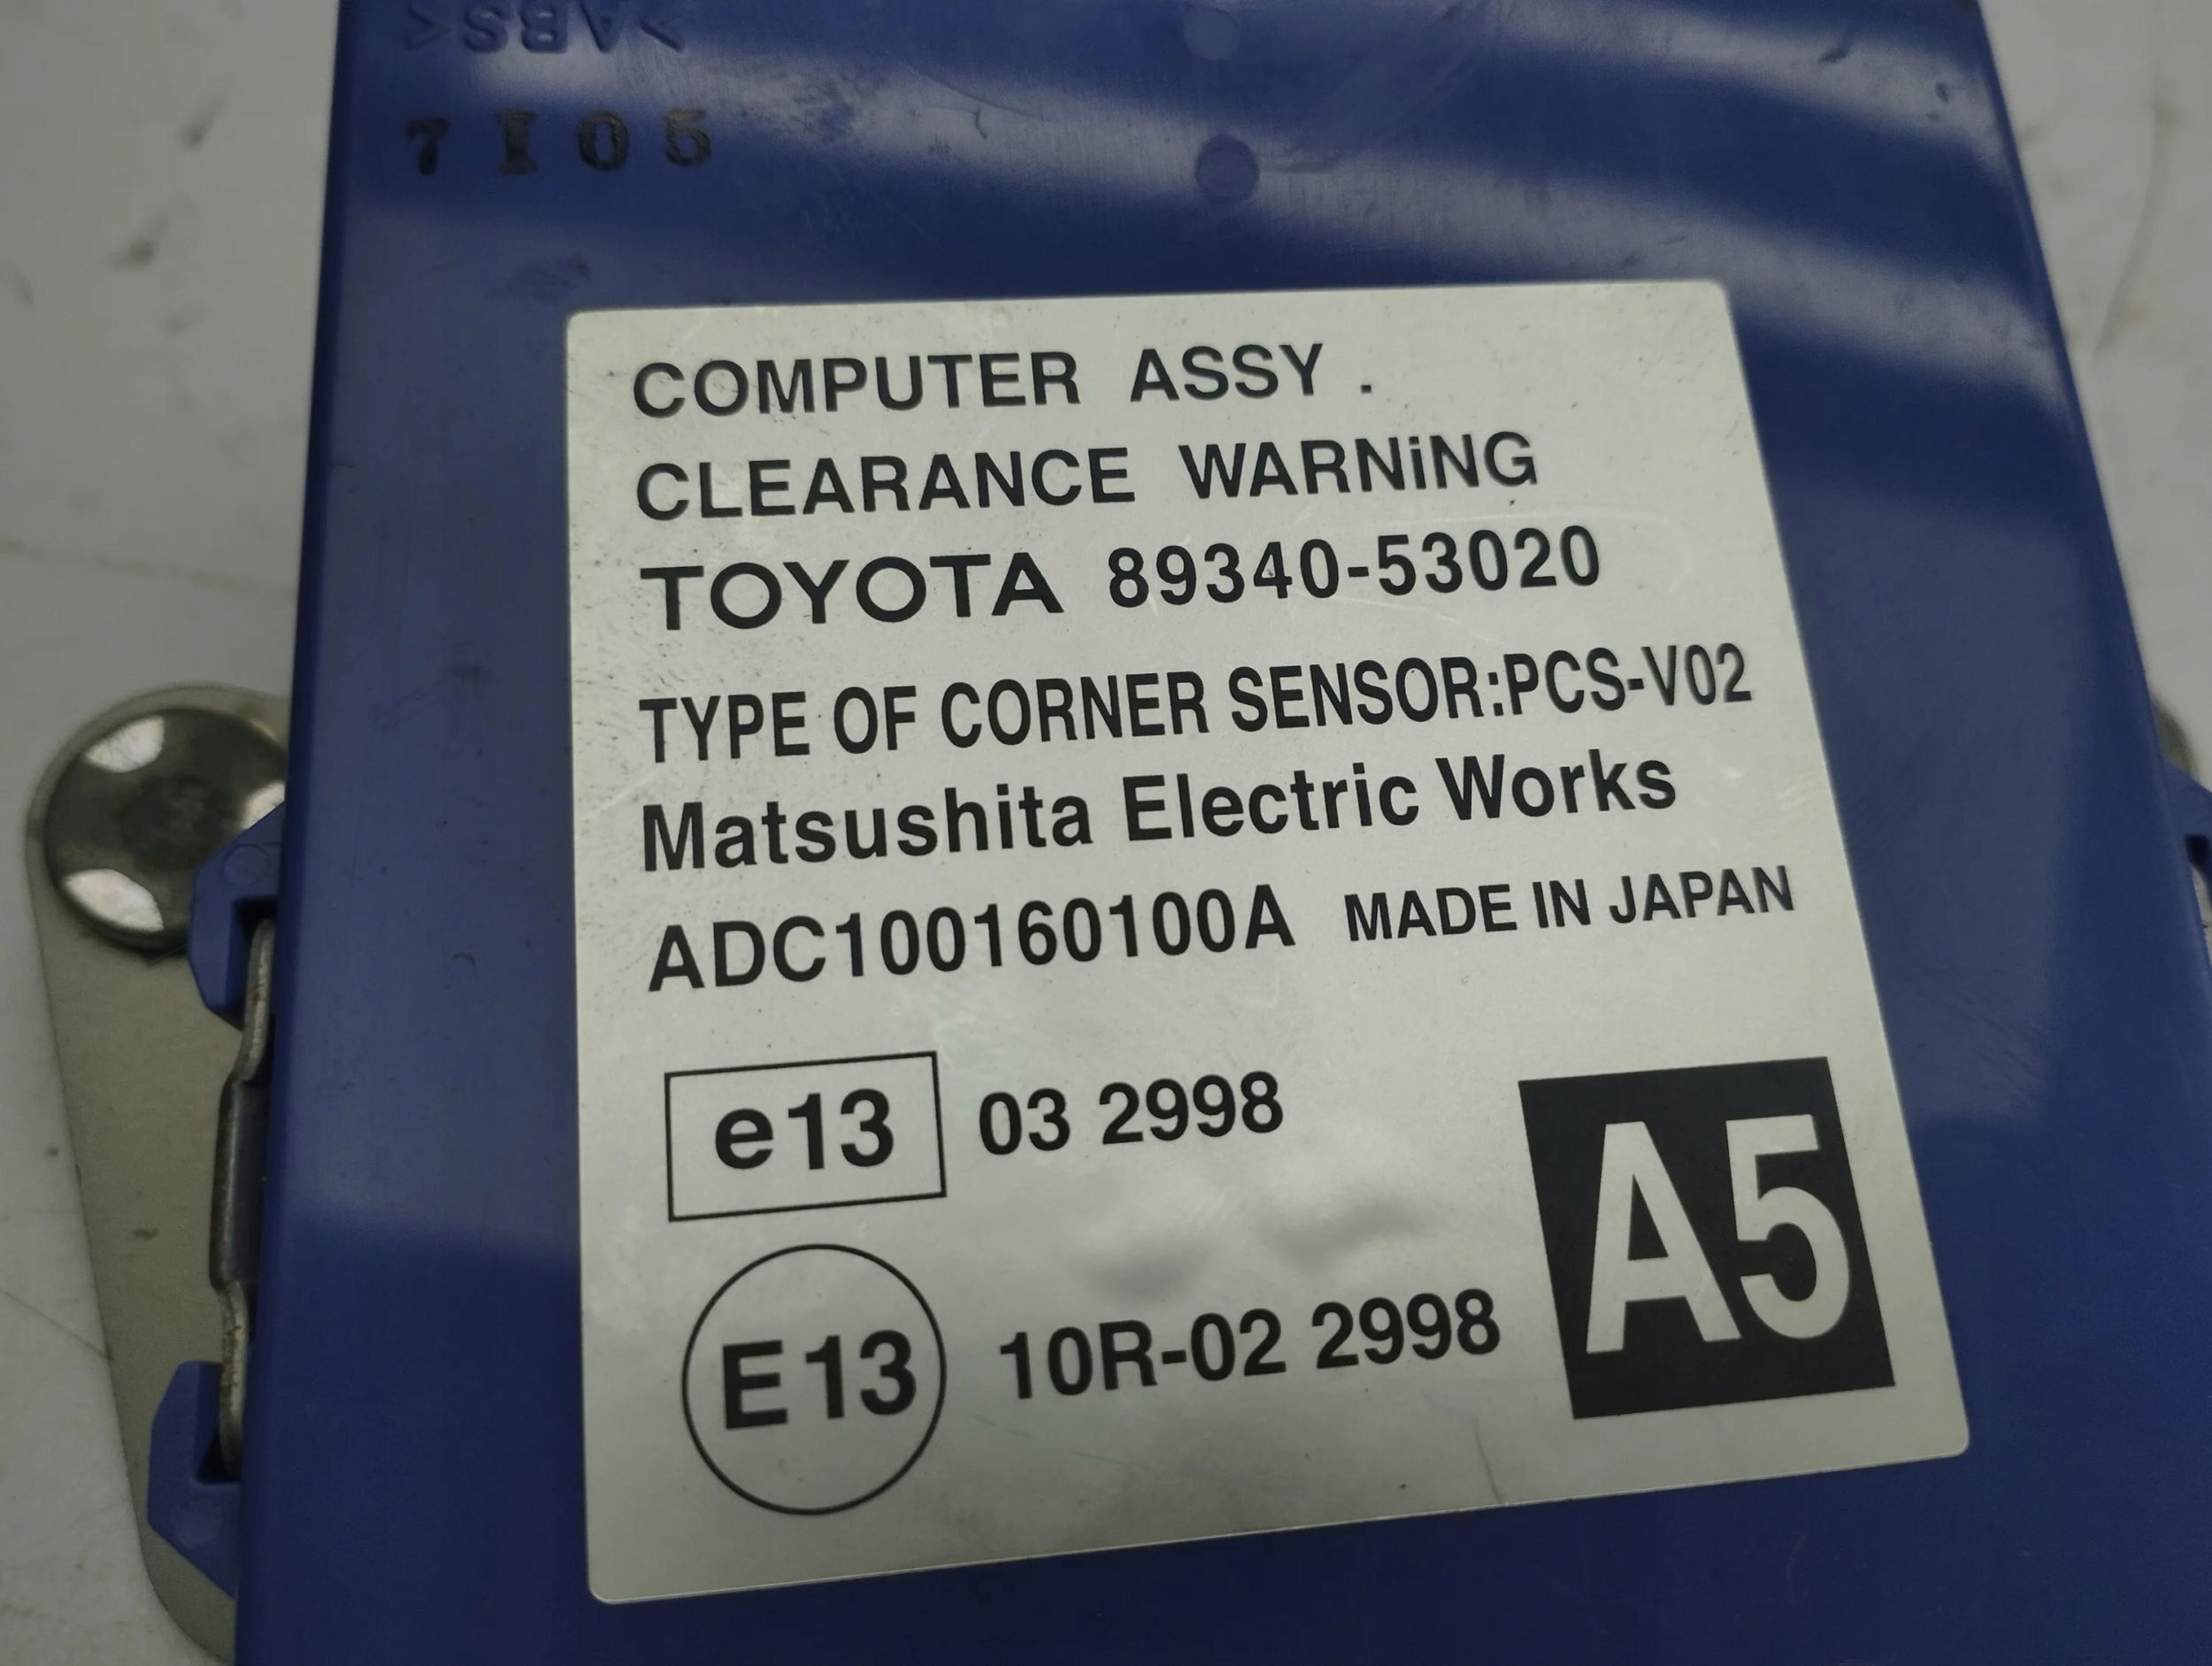 >ABS<
7I05
COMPUTER ASSY .
CLEARANCE WARNiNG
TOYOTA 89340-53020
TYPE OF CORNER SENSOR:PCS-V02
Matsushita Electric Works
ADC100160100A MADE IN JAPAN
e13 03 2998
E13 10R-02 2998
A5